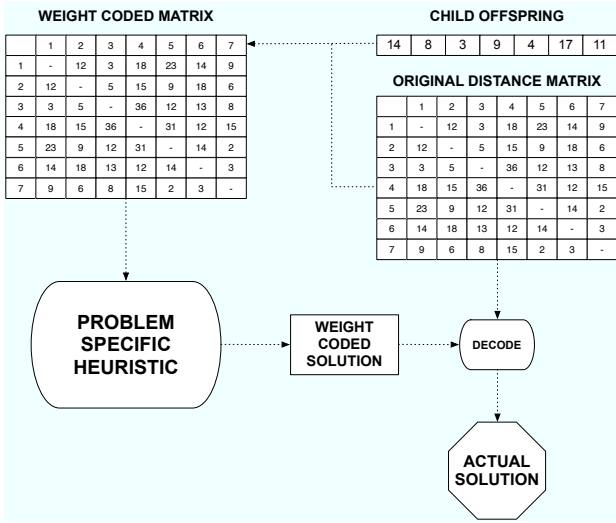 WEIGHT CODED MATRIX
1 2 3 4 5 6 7
1 - 12 3 18 23 14 9
2 12 - 5 15 9 18 6
3 3 5 - 36 12 13 8
4 18 15 36 - 31 12 15
5 23 9 12 31 - 14 2
6 14 18 13 12 14 - 3
7 9 6 8 15 2 3 -
CHILD OFFSPRING
14 8 3 9 4 17 11
ORIGINAL DISTANCE MATRIX
1 2 3 4 5 6 7
1 - 12 3 18 23 14 9
2 12 - 5 15 9 18 6
3 3 5 - 36 12 13 8
4 18 15 36 - 31 12 15
5 23 9 12 31 - 14 2
6 14 18 13 12 14 - 3
7 9 6 8 15 2 3 -
PROBLEM
SPECIFIC
HEURISTIC
WEIGHT
CODED
SOLUTION
DECODE
ACTUAL
SOLUTION